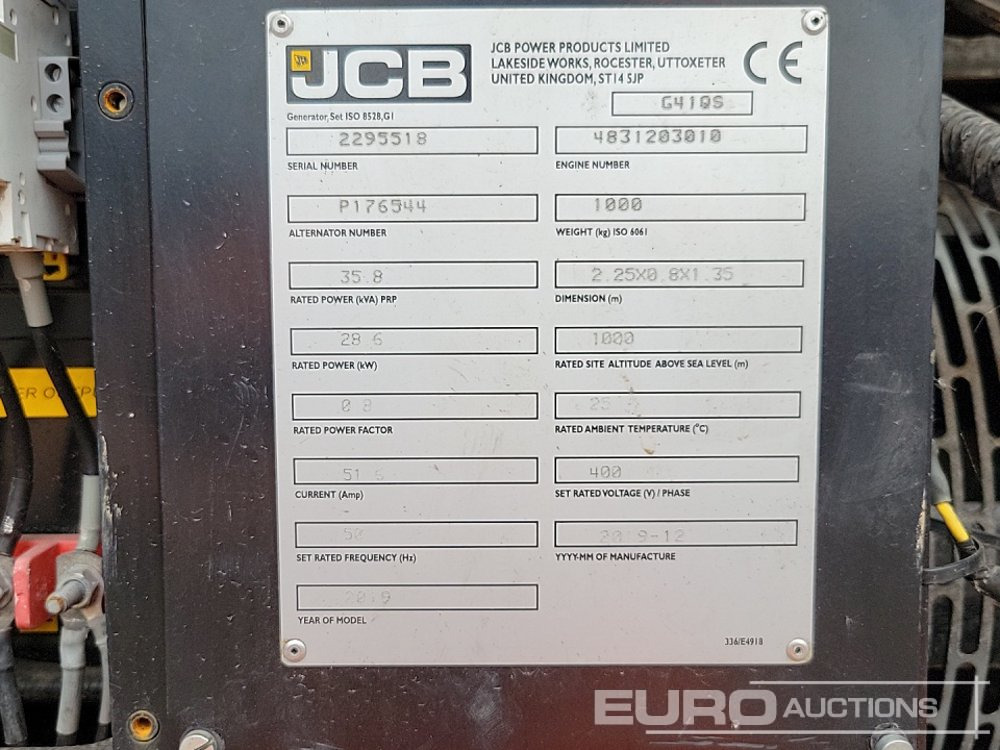 JCB
JCB POWER PRODUCTS LIMITED
LAKESIDE WORKS, ROCESTER, UTTOXETER
UNITED KINGDOM, ST14 5JP
CE
G41QS
Generator, Set ISO 8528, G1
2295518
SERIAL NUMBER
4831203010
ENGINE NUMBER
P176544
ALTERNATOR NUMBER
1000
WEIGHT (kg) ISO 6061
35.8
RATED POWER (kVA) PRP
2.25X0.8X1.35
DIMENSION (m)
28.6
RATED POWER (kW)
1000
RATED SITE ALTITUDE ABOVE SEA LEVEL (m)
0.8
RATED POWER FACTOR
25
RATED AMBIENT TEMPERATURE (°C)
51.6
CURRENT (Amp)
400
SET RATED VOLTAGE (V) / PHASE
50
SET RATED FREQUENCY (Hz)
2019-12
YYYY-MM OF MANUFACTURE
2019
YEAR OF MODEL
336/E4918
EURO AUCTIONS